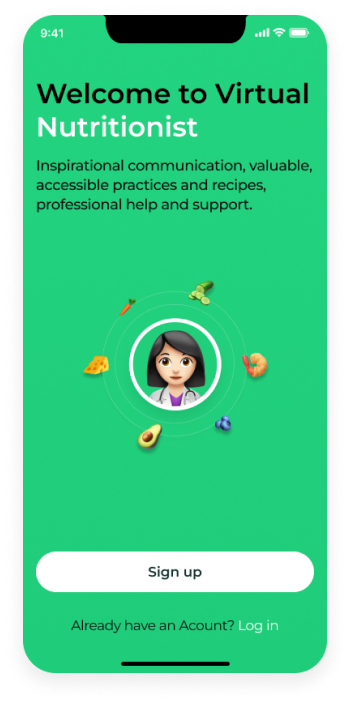 9:41
Welcome to Virtual
Nutritionist
Inspirational communication, valuable,
accessible practices and recipes,
professional help and support.
Sign up
Already have an Acount? Log in